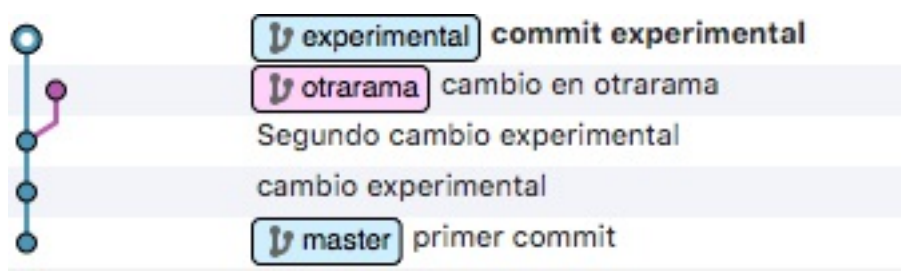 experimental commit experimental
otrarama cambio en otrarama
Segundo cambio experimental
cambio experimental
master primer commit